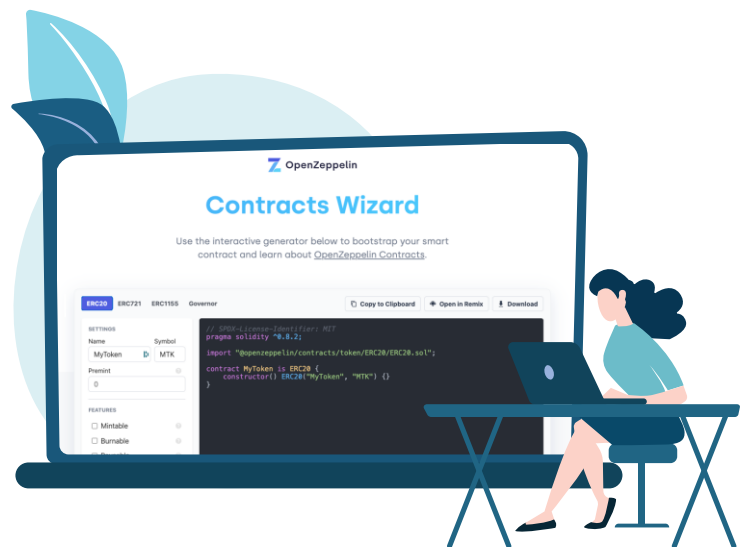 OpenZeppelin
Contracts Wizard
Use the interactive generator below to bootstrap your smart
contract and learn about OpenZeppelin Contracts.
ERC20 ERC721 ERC1155 Governor Copy to Clipboard Open in Remix Download
SETTINGS
Name Symbol
MyToken MTK
Premint
0
FEATURES
Mintable
Burnable
// SPDX-License-Identifier: MIT
pragma solidity ^0.8.2;
import "@openzeppelin/contracts/token/ERC20/ERC20.sol";
contract MyToken is ERC20 {
constructor() ERC20("MyToken", "MTK") {}
}